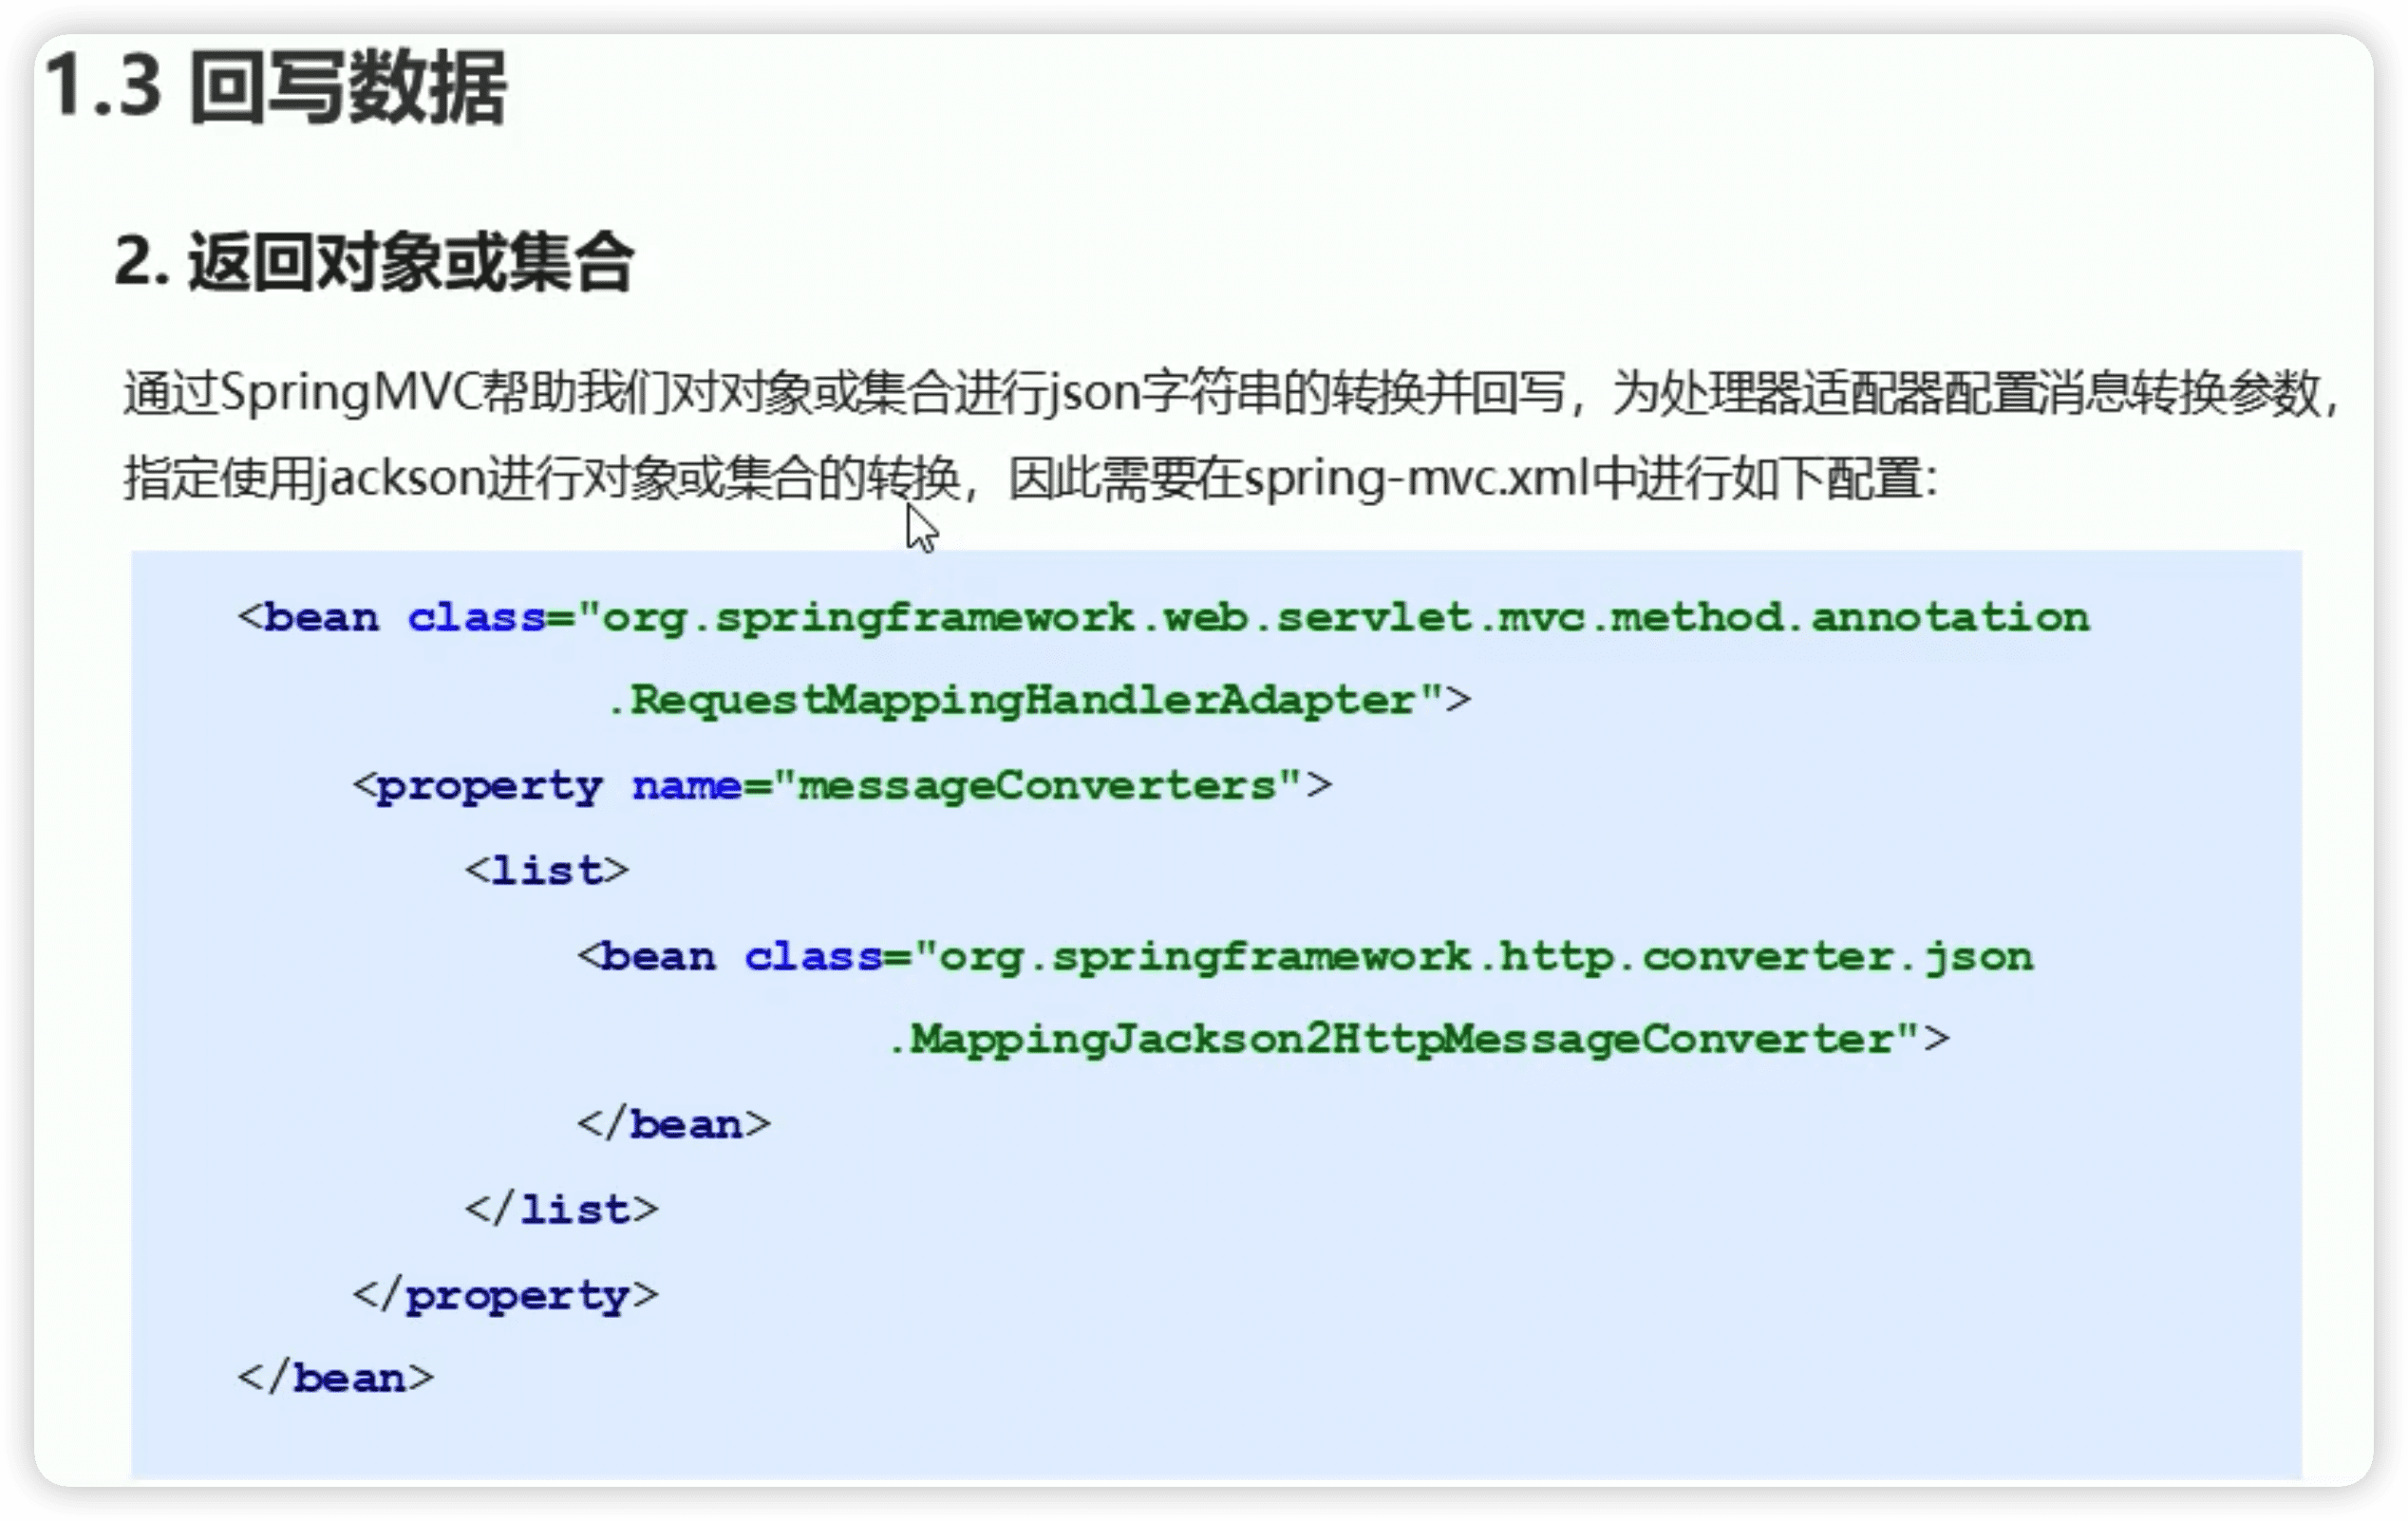 1.3 回写数据
2. 返回对象或集合
通过SpringMVC帮助我们对对象或集合进行json字符串的转换并回写，为处理器适配器配置消息转换参数，
指定使用jackson进行对象或集合的转换，因此需要在spring-mvc.xml中进行如下配置：
<bean class="org.springframework.web.servlet.mvc.method.annotation
.RequestMappingHandlerAdapter">
<property name="messageConverters">
<list>
<bean class="org.springframework.http.converter.json
.MappingJackson2HttpMessageConverter">
</bean>
</list>
</property>
</bean>